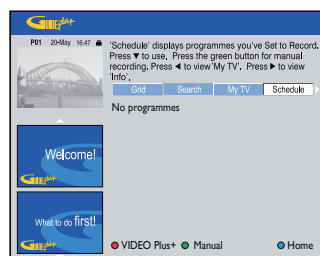 GUIDE Plus+
P01 20-May 16:47
'Schedule' displays programmes you've Set to Record.
Press ▼ to use. Press the green button for manual
recording. Press ◄ to view 'My TV'. Press ► to view
'Info'.
Grid Search My TV Schedule
No programmes
Welcome!
GUIDE Plus+
What to do first!
GUIDE Plus+
VIDEO Plus+ Manual Home